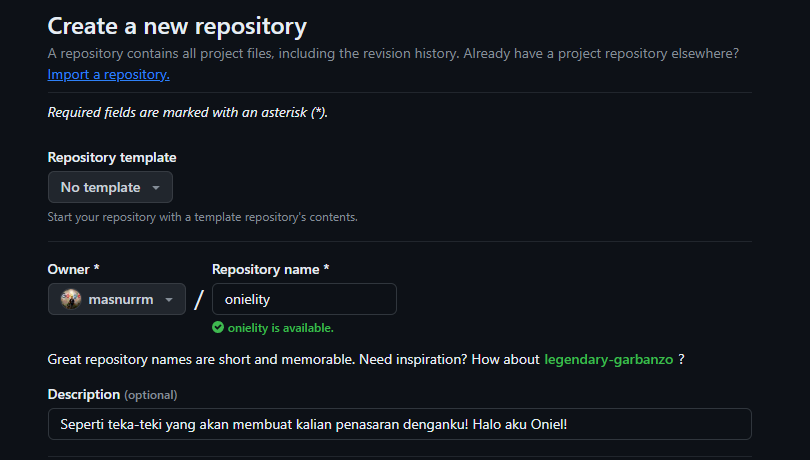 Create a new repository
A repository contains all project files, including the revision history. Already have a project repository elsewhere?
Import a repository.
Required fields are marked with an asterisk (*).
Repository template
No template
Start your repository with a template repository's contents.
Owner *
Repository name *
masnurrm
/
onielity
onielity is available.
Great repository names are short and memorable. Need inspiration? How about legendary-garbanzo ?
Description (optional)
Seperti teka-teki yang akan membuat kalian penasaran denganku! Halo aku Oniel!